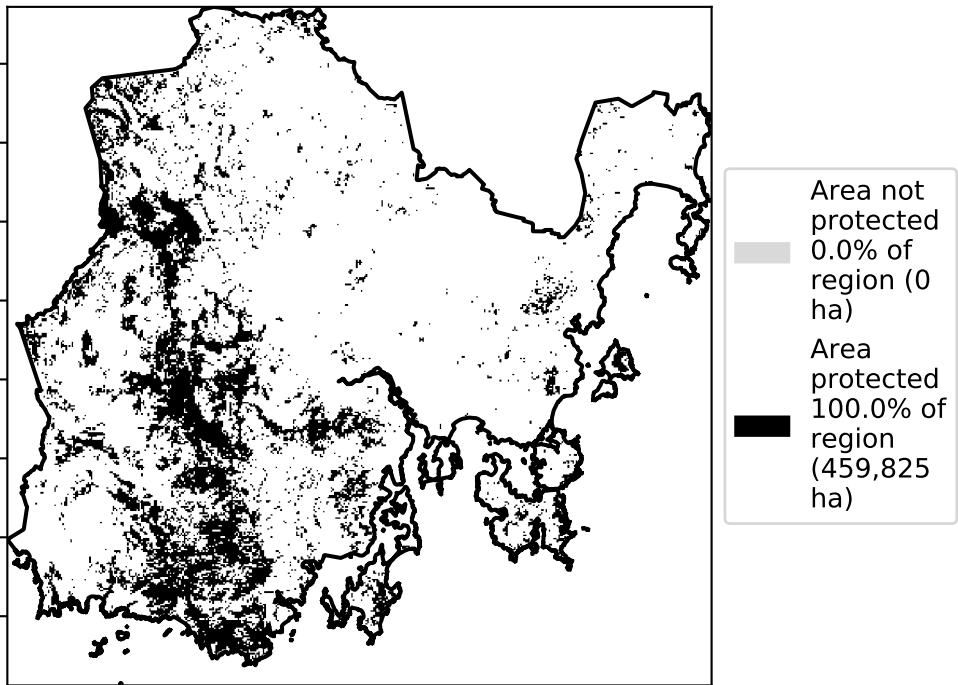 Area not
protected
0.0% of
region (0
ha)
Area
protected
100.0% of
region
(459,825
ha)